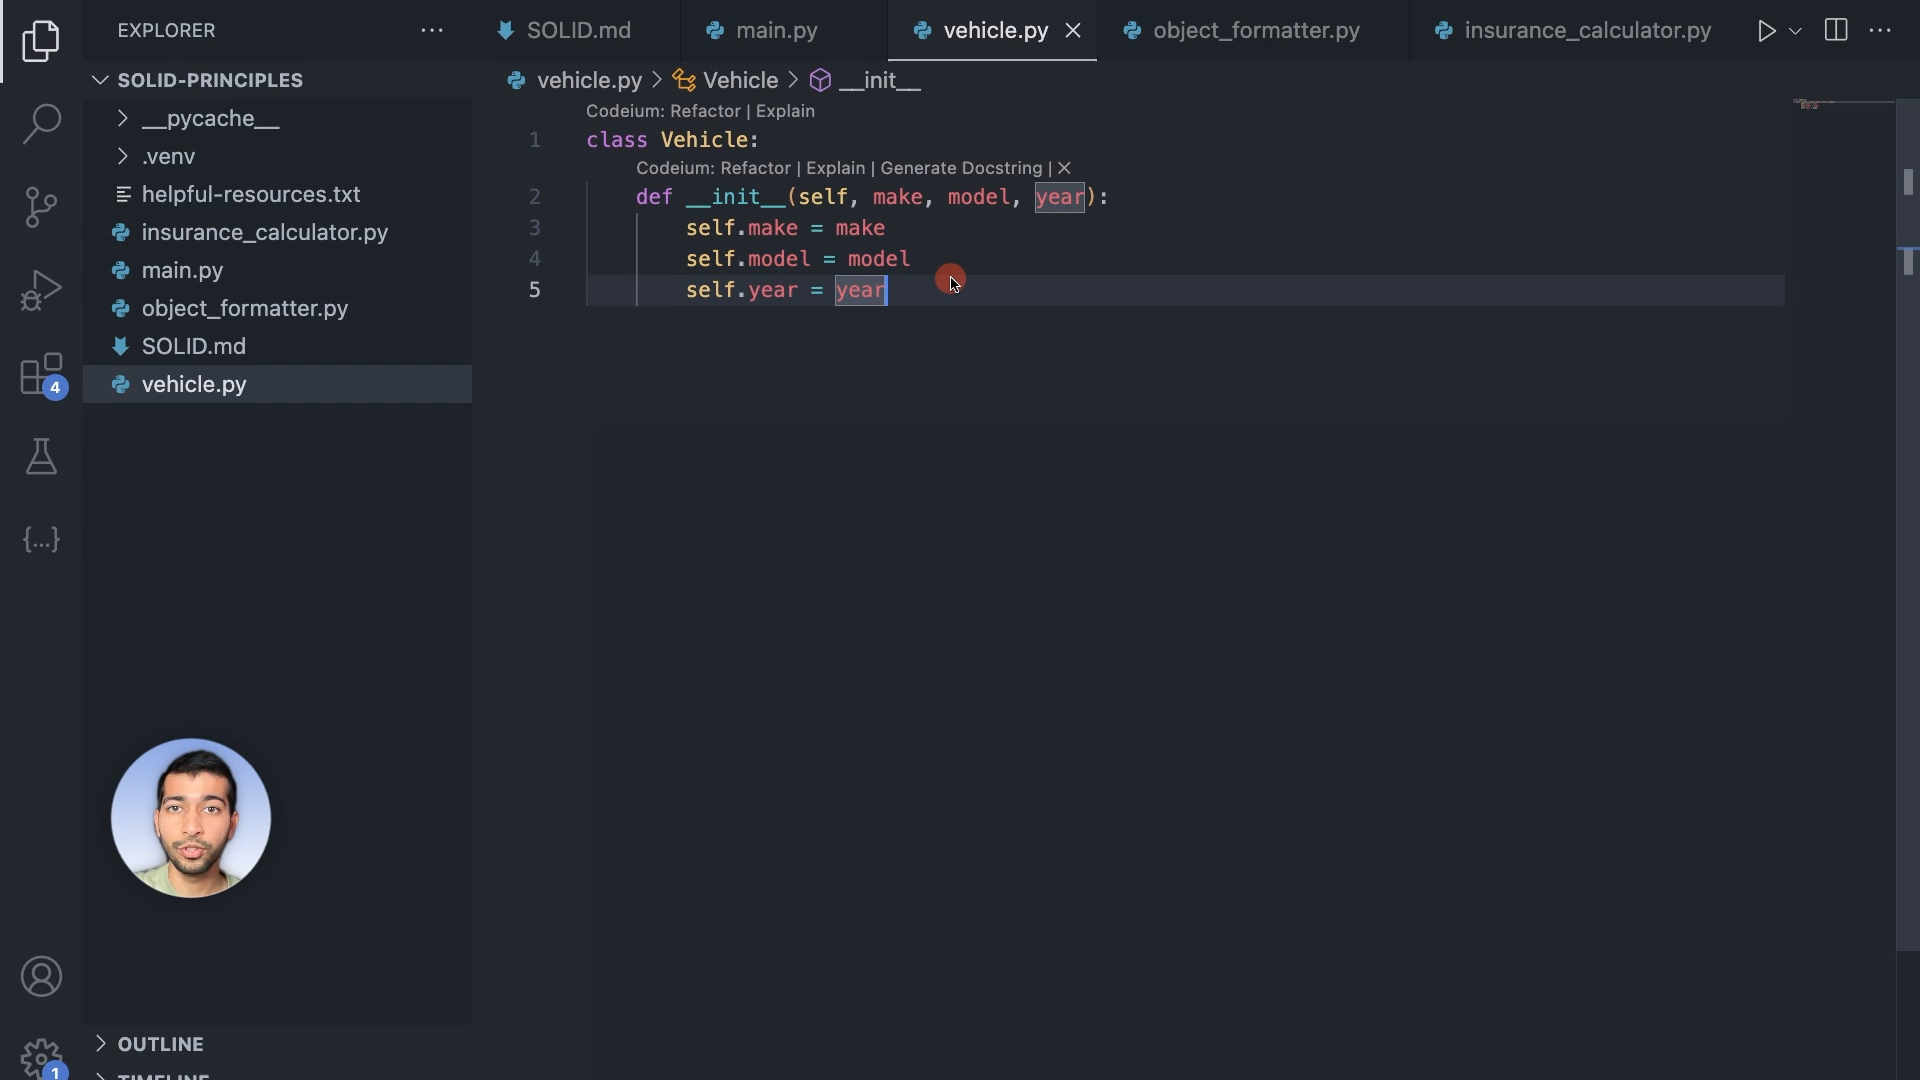 EXPLORER
SOLID.md
main.py
vehicle.py
object_formatter.py
insurance_calculator.py
SOLID-PRINCIPLES
vehicle.py > Vehicle > __init__
__pycache__
.venv
helpful-resources.txt
insurance_calculator.py
main.py
object_formatter.py
SOLID.md
vehicle.py
Codeium: Refactor | Explain
1 class Vehicle:
Codeium: Refactor | Explain | Generate Docstring | ✕
2 def __init__(self, make, model, year):
3 self.make = make
4 self.model = model
5 self.year = year
4
{...}
OUTLINE
1
TIMELINE